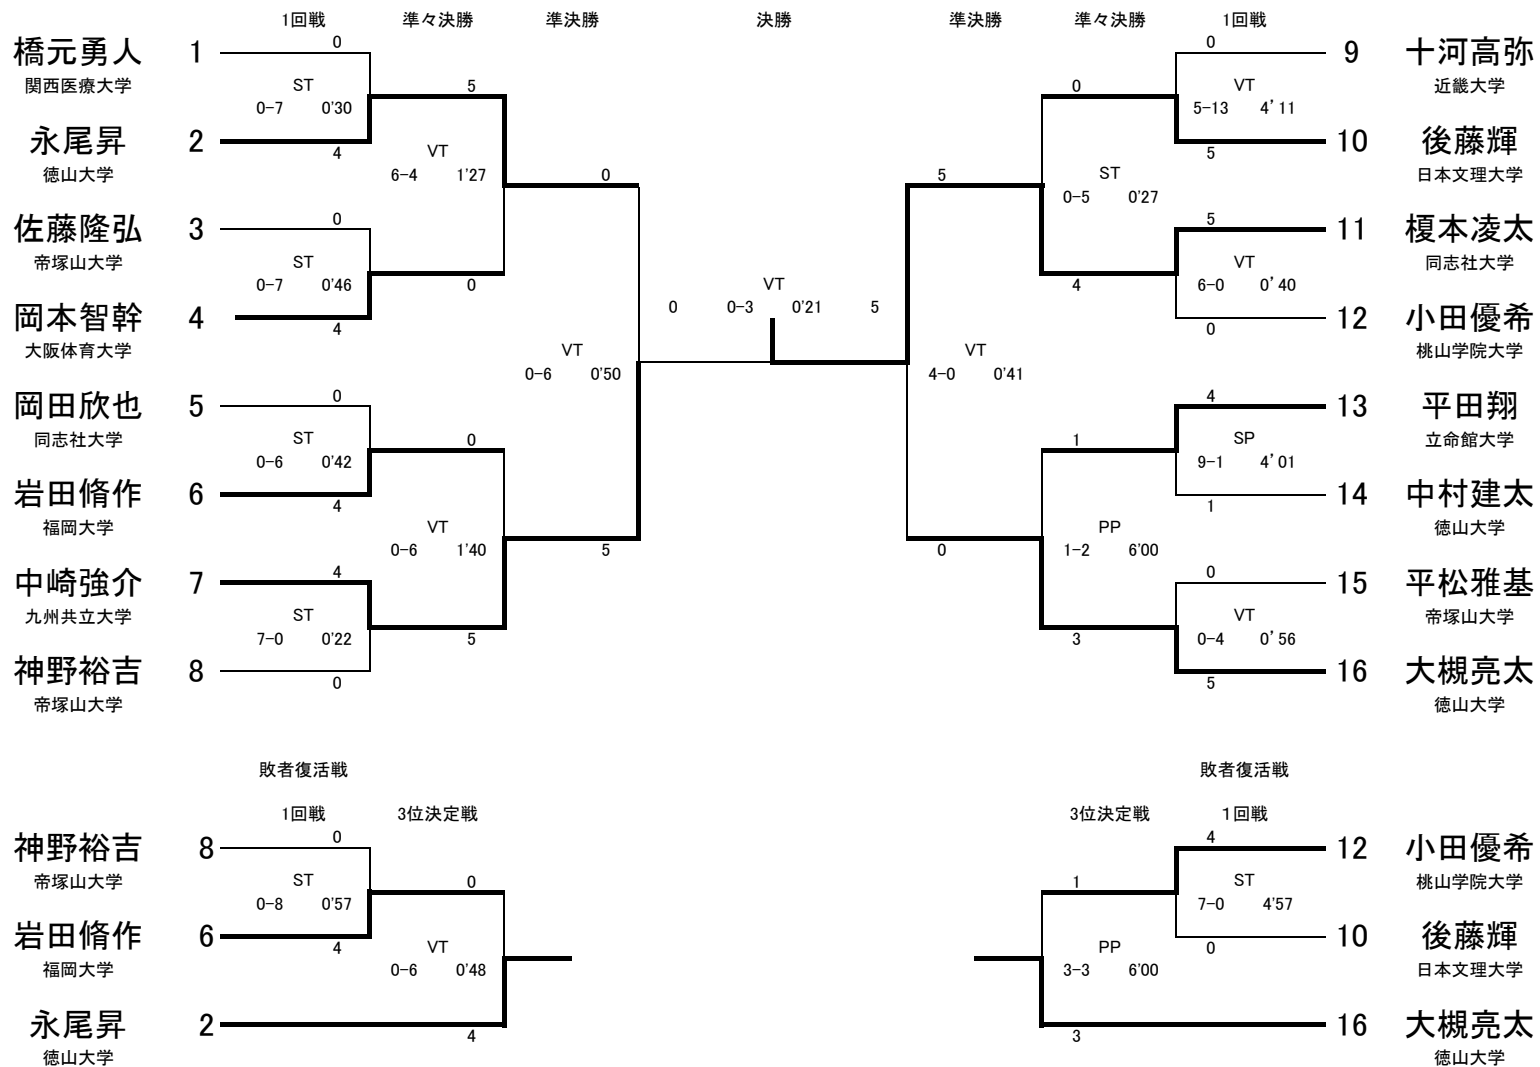 1回戦 準々決勝 準決勝 決勝 準決勝 準々決勝 1回戦
橋元勇人 1 0 0 9 十河高弥
関西医療大学 ST 5 0 VT 近畿大学
0-7 0'30 5-13 4’11
永尾昇 2 4 VT 5 10 後藤輝
徳山大学 6-4 1'27 0 5 ST 日本文理大学
0-5 0'27
佐藤隆弘 3 0 5 11 榎本凌太
帝塚山大学 ST VT 同志社大学
0-7 0'46 0 VT 4 6-0 0’40
岡本智幹 4 4 0 0-3 0'21 5 0 12 小田優希
大阪体育大学 VT VT 桃山学院大学
0-6 0'50 4-0 0'41
岡田欣也 5 0 4 13 平田翔
同志社大学 ST 0 1 SP 立命館大学
0-6 0'42 9-1 4’01
岩田脩作 6 4 1 14 中村建太
福岡大学 VT PP 徳山大学
0-6 1'40 5 0 1-2 6'00
中崎強介 7 4 0 15 平松雅基
九州共立大学 ST VT 帝塚山大学
7-0 0'22 5 3 0-4 0’56
神野裕吉 8 0 5 16 大槻亮太
帝塚山大学 徳山大学
敗者復活戦 敗者復活戦
1回戦 3位決定戦 3位決定戦 1回戦
神野裕吉 8 0 4 12 小田優希
帝塚山大学 ST 0 1 ST 桃山学院大学
0-8 0'57 7-0 4'57
岩田脩作 6 4 0 10 後藤輝
福岡大学 VT PP 日本文理大学
0-6 0'48 3-3 6'00
永尾昇 2 4 3 16 大槻亮太
徳山大学 徳山大学